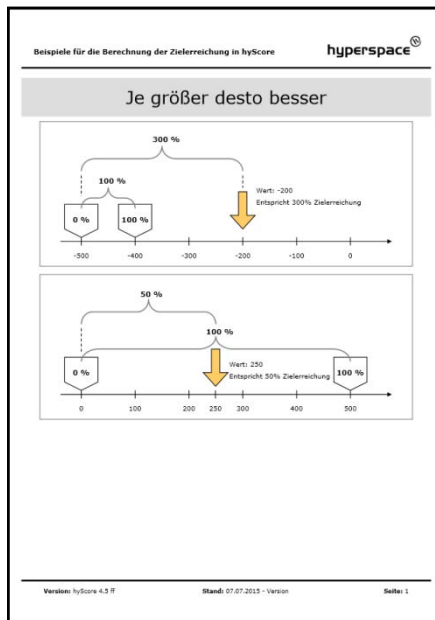 Beispiele für die Berechnung der Zielerreichung in hyScore
hyperspace
Je größer desto besser
300 %
100 %
Wert: -200
Entspricht 300% Zielerreichung
0 %
100 %
-500
-400
-200
-100
0
50 %
100 %
Wert: 250
Entspricht 50% Zielerreichung
0 %
100 %
0
100
200
250
300
400
500
Version: hyScore 4.5 ff
Stand: 07.07.2015 - Version
Seite: 1